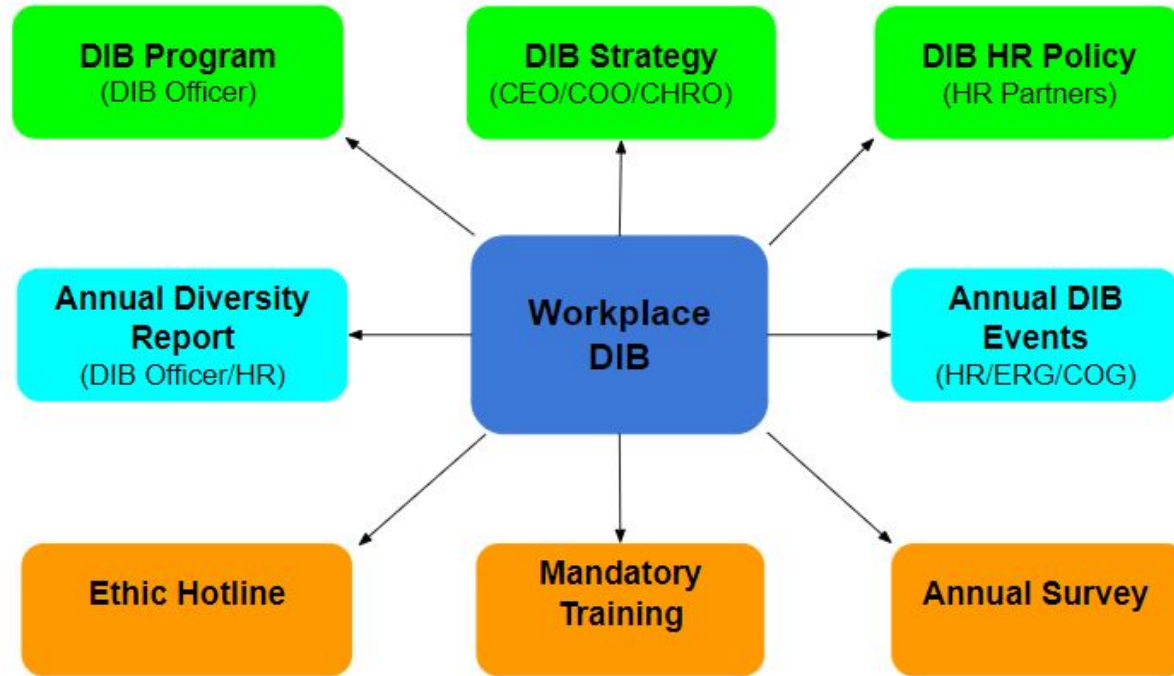 DIB Program
(DIB Officer)
DIB Strategy
(CEO/COO/CHRO)
DIB HR Policy
(HR Partners)
Annual Diversity
Report
(DIB Officer/HR)
Workplace
DIB
Annual DIB
Events
(HR/ERG/COG)
Ethic Hotline
Mandatory
Training
Annual Survey